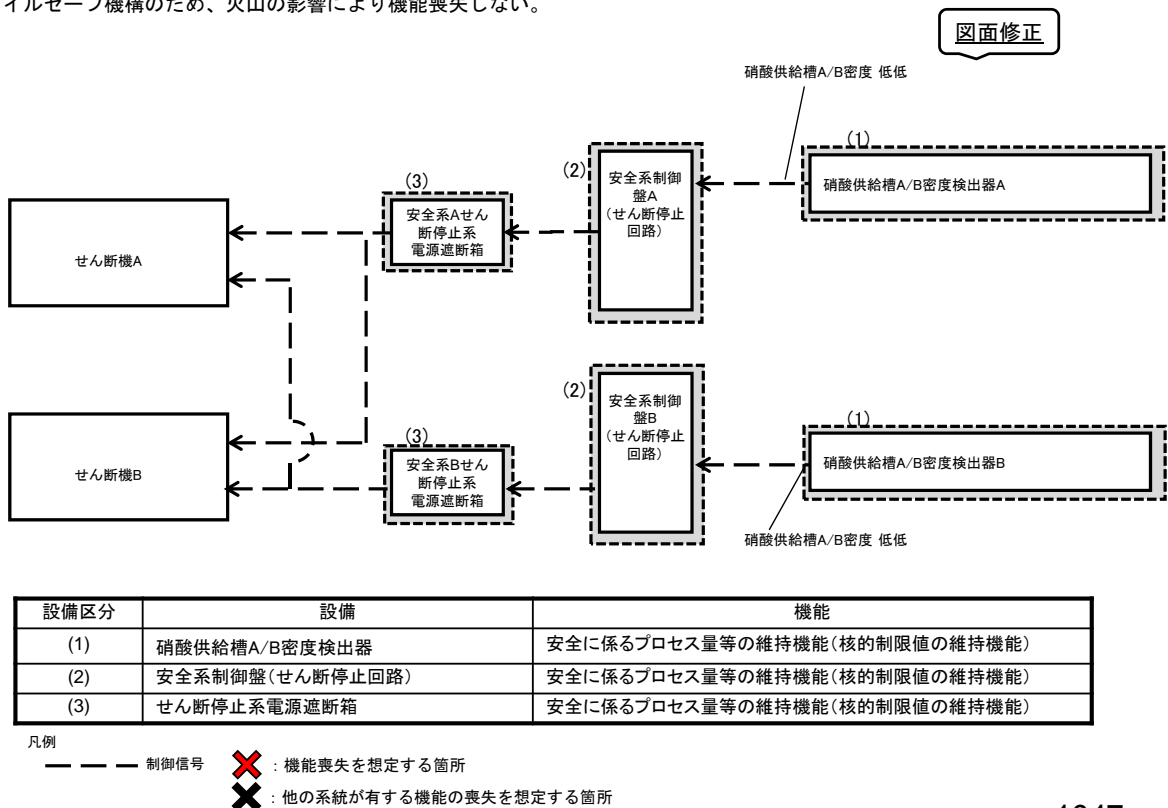 イルセーフ機構のため、火山の影響により機能喪失しない。
図面修正
硝酸供給槽A/B密度 低低
(1)
硝酸供給槽A/B密度検出器A
(2)
安全系制御
盤A
(せん断停止
回路)
(3)
安全系Aせん
断停止系
電源遮断箱
せん断機A
(2)
安全系制御
盤B
(せん断停止
回路)
(1)
硝酸供給槽A/B密度検出器B
(3)
安全系Bせん
断停止系
電源遮断箱
せん断機B
硝酸供給槽A/B密度 低低
設備区分 設備 機能
(1) 硝酸供給槽A/B密度検出器 安全に係るプロセス量等の維持機能(核的制限値の維持機能)
(2) 安全系制御盤(せん断停止回路) 安全に係るプロセス量等の維持機能(核的制限値の維持機能)
(3) せん断停止系電源遮断箱 安全に係るプロセス量等の維持機能(核的制限値の維持機能)
凡例
制御信号 :機能喪失を想定する箇所
:他の系統が有する機能の喪失を想定する箇所